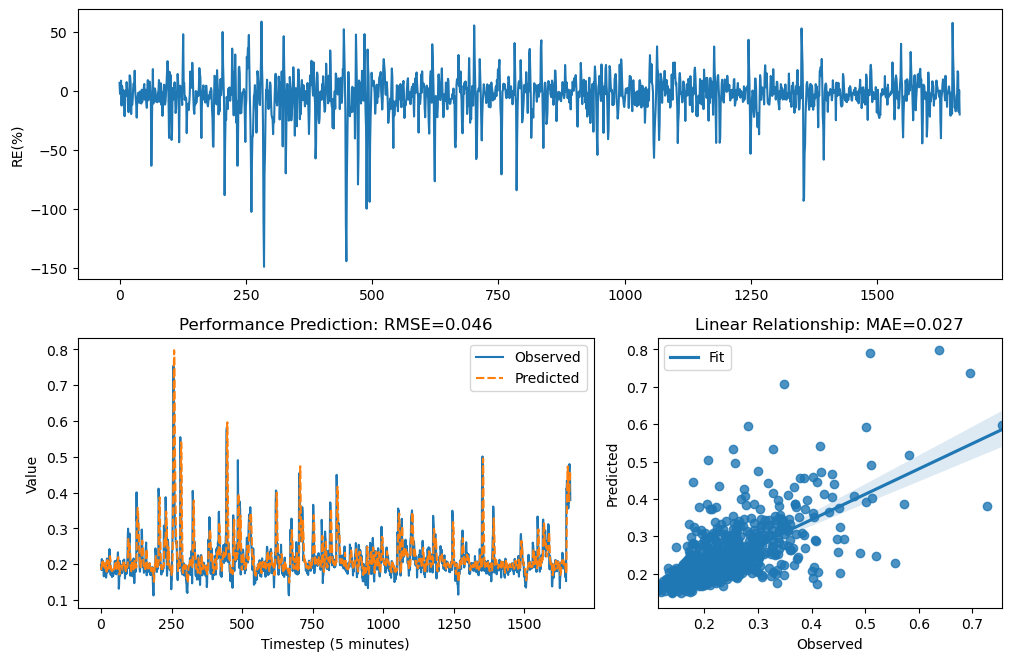 50
0
−50
−100
−150
RE(%)
0 250 500 750 1000 1250 1500
Performance Prediction: RMSE=0.046
Observed
Predicted
0.8
0.7
0.6
0.5
0.4
0.3
0.2
0.1
Value
0 250 500 750 1000 1250 1500
Timestep (5 minutes)
Linear Relationship: MAE=0.027
Fit
0.8
0.7
0.6
0.5
0.4
0.3
0.2
Predicted
0.2 0.3 0.4 0.5 0.6 0.7
Observed